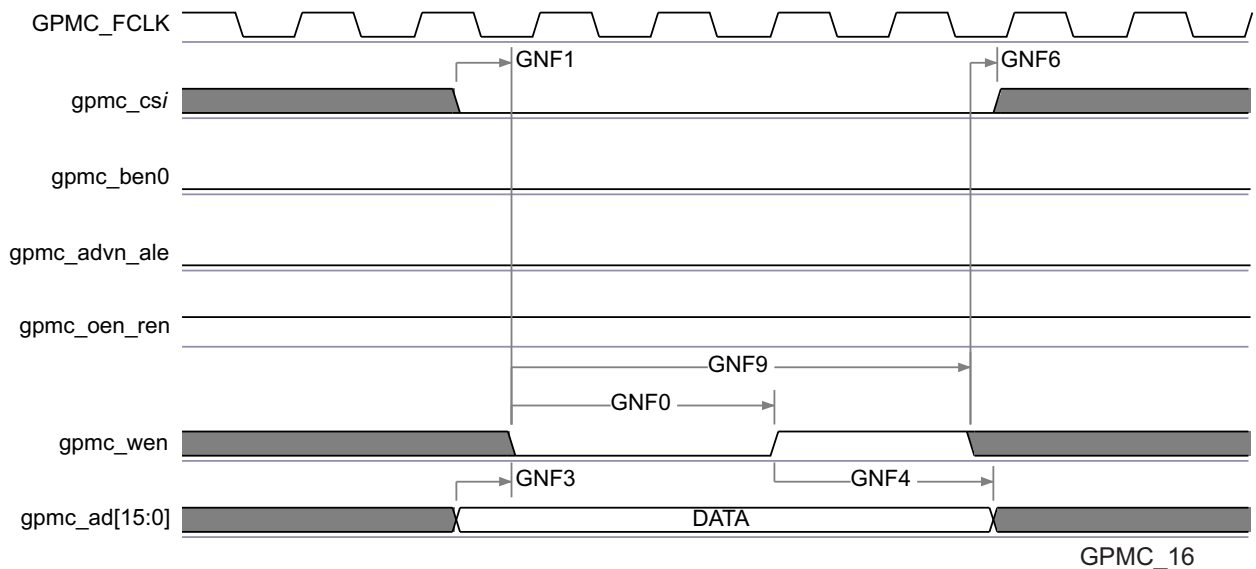 GPMC_FCLK
GNF1
GNF6
gpmc_csi
gpmc_ben0
gpmc_advn_ale
gpmc_oen_ren
GNF9
GNF0
gpmc_wen
GNF3
GNF4
gpmc_ad[15:0]
DATA
GPMC_16